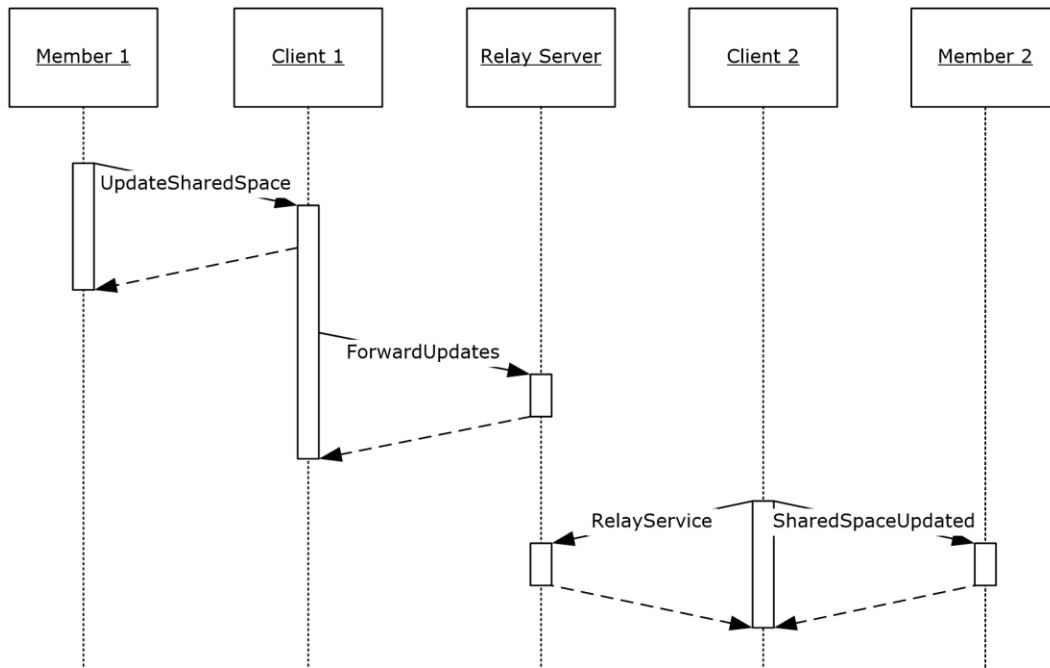 Member 1
Client 1
Relay Server
Client 2
Member 2
UpdateSharedSpace
ForwardUpdates
RelayService
SharedSpaceUpdated